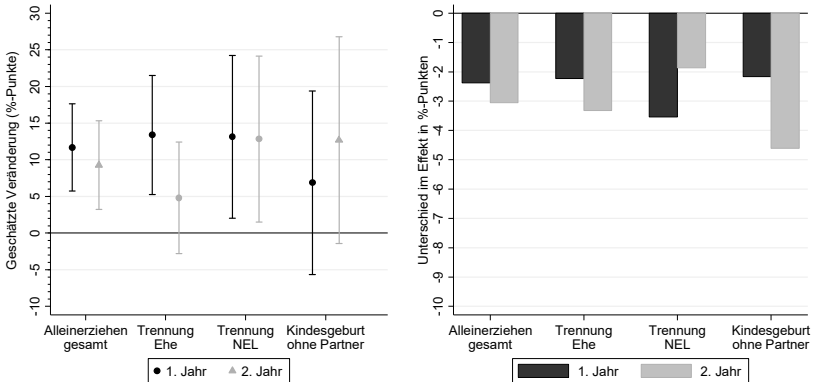 Geschätzte Veränderung (%-Punkte)
30
25
20
15
10
5
0
-5
-10
Alleinerziehen
gesamt
Trennung
Ehe
Trennung
NEL
Kindesgeburt
ohne Partner
1. Jahr
2. Jahr
Unterschied im Effekt in %-Punkten
0
-1
-2
-3
-4
-5
-6
-7
-8
-9
-10
Alleinerziehen
gesamt
Trennung
Ehe
Trennung
NEL
Kindesgeburt
ohne Partner
1. Jahr
2. Jahr